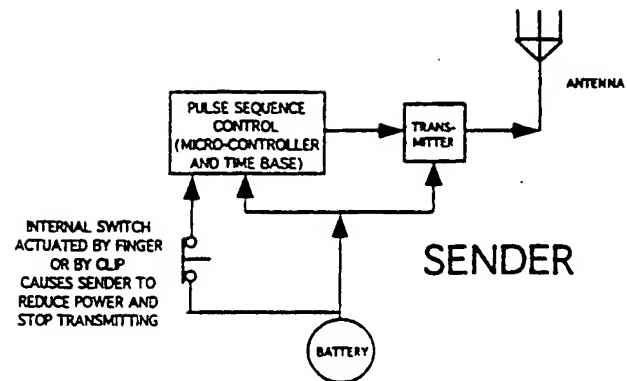 PULSE SEQUENCE
CONTROL
(MICRO-CONTROLLER
AND TIME BASE)
TRANS-
MITTER
ANTENNA
INTERNAL SWITCH
ACTUATED BY FINGER
OR BY CLIP
CAUSES SENDER TO
REDUCE POWER AND
STOP TRANSMITTING
SENDER
BATTERY